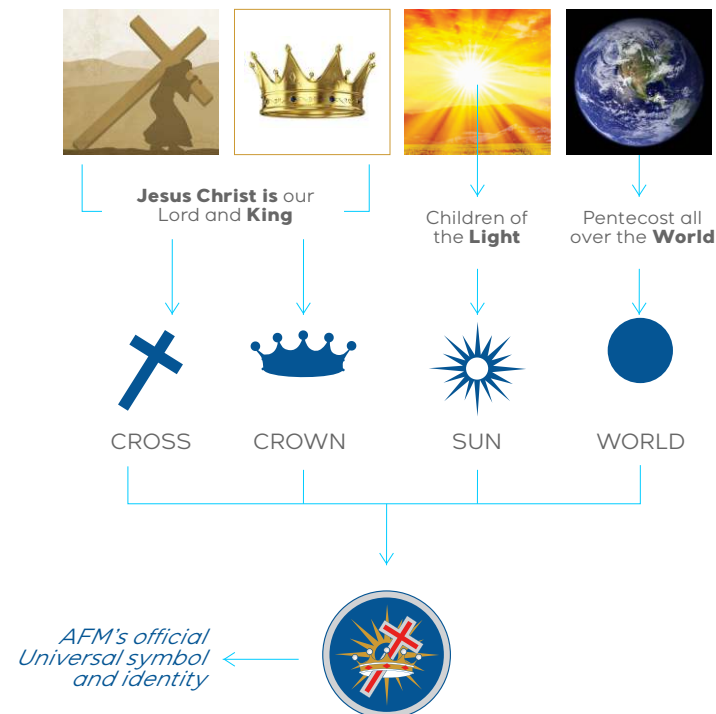 Jesus Christ is our
Lord and King
Children of
the Light
Pentecost all
over the World
CROSS
CROWN
SUN
WORLD
AFM's official
Universal symbol
and identity